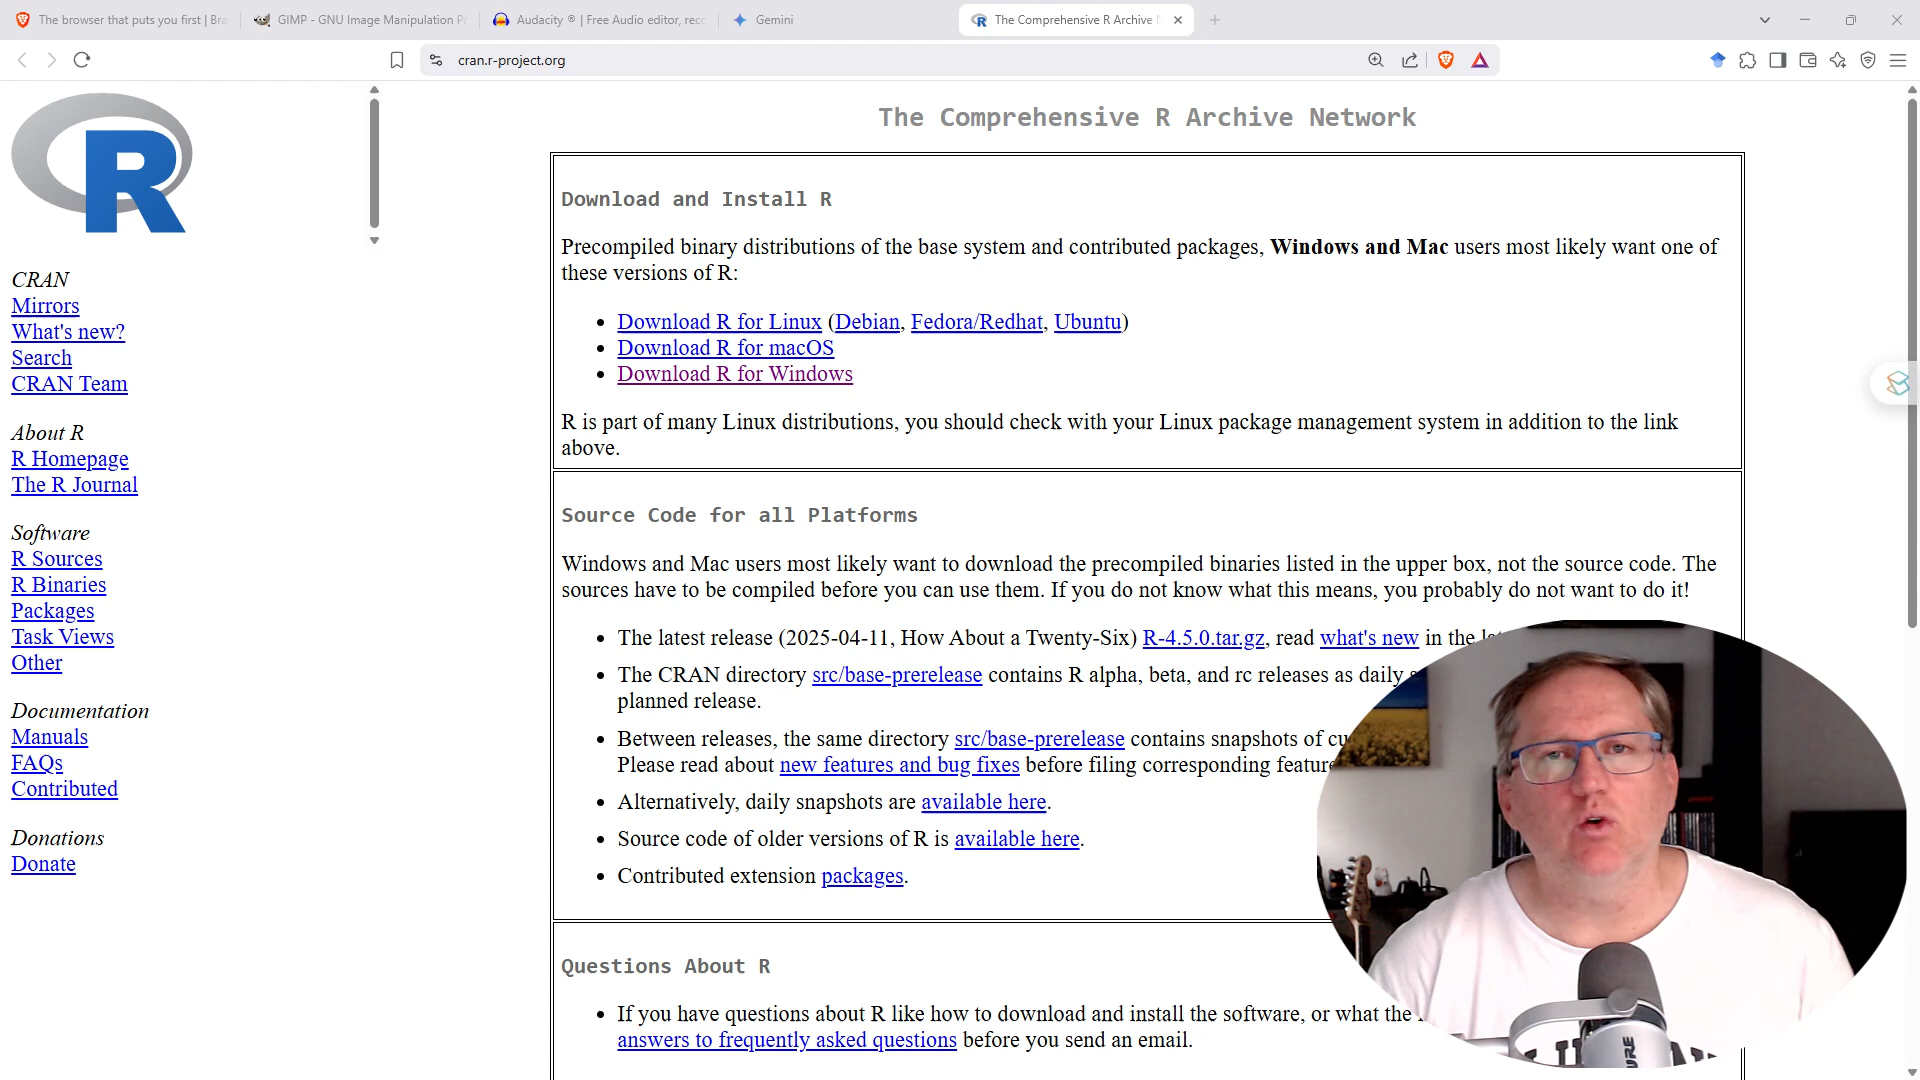 The browser that puts you first | Bra
GIMP - GNU Image Manipulation Pr
Audacity ® | Free Audio editor, reco
Gemini
The Comprehensive R Archive N
cran.r-project.org
R
CRAN
Mirrors
What's new?
Search
CRAN Team
About R
R Homepage
The R Journal
Software
R Sources
R Binaries
Packages
Task Views
Other
Documentation
Manuals
FAQs
Contributed
Donations
Donate
The Comprehensive R Archive Network
Download and Install R
Precompiled binary distributions of the base system and contributed packages, Windows and Mac users most likely want one of
these versions of R:
• Download R for Linux (Debian, Fedora/Redhat, Ubuntu)
• Download R for macOS
• Download R for Windows
R is part of many Linux distributions, you should check with your Linux package management system in addition to the link
above.
Source Code for all Platforms
Windows and Mac users most likely want to download the precompiled binaries listed in the upper box, not the source code. The
sources have to be compiled before you can use them. If you do not know what this means, you probably do not want to do it!
• The latest release (2025-04-11, How About a Twenty-Six) R-4.5.0.tar.gz, read what's new in the
• The CRAN directory src/base-prerelease contains R alpha, beta, and rc releases as daily
planned release.
• Between releases, the same directory src/base-prerelease contains snapshots of
Please read about new features and bug fixes before filing corresponding feature
• Alternatively, daily snapshots are available here.
• Source code of older versions of R is available here.
• Contributed extension packages.
Questions About R
• If you have questions about R like how to download and install the software, or what the
answers to frequently asked questions before you send an email.